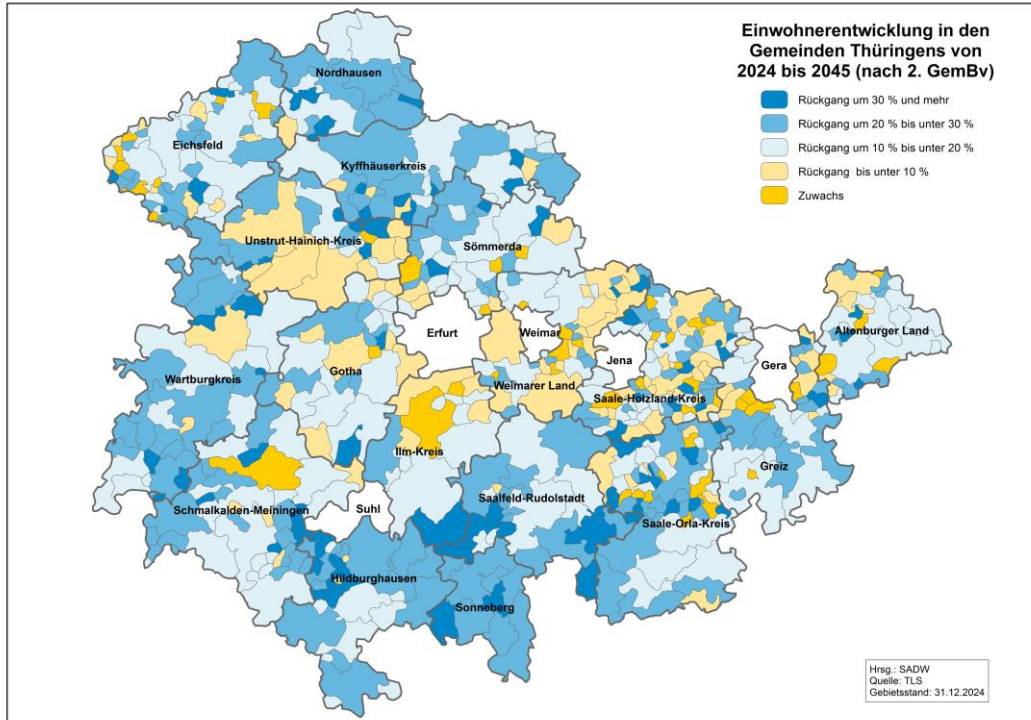 Einwohnerentwicklung in den
Gemeinden Thüringens von
2024 bis 2045 (nach 2. GemBv)
Rückgang um 30 % und mehr
Rückgang um 20 % bis unter 30 %
Rückgang um 10 % bis unter 20 %
Rückgang bis unter 10 %
Zuwachs
Nordhausen
Eichsfeld
Kyffhäuserkreis
Unstrut-Hainich-Kreis
Sömmerda
Erfurt
Weimar
Jena
Gera
Altenburger Land
Wartburgkreis
Gotha
Weimarer Land
Saale-Holzland-Kreis
Ilm-Kreis
Greiz
Saalfeld-Rudolstadt
Schmalkalden-Meiningen
Suhl
Saale-Orla-Kreis
Hildburghausen
Sonneberg
Hrsg.: SADW
Quelle: TLS
Gebietsstand: 31.12.2024